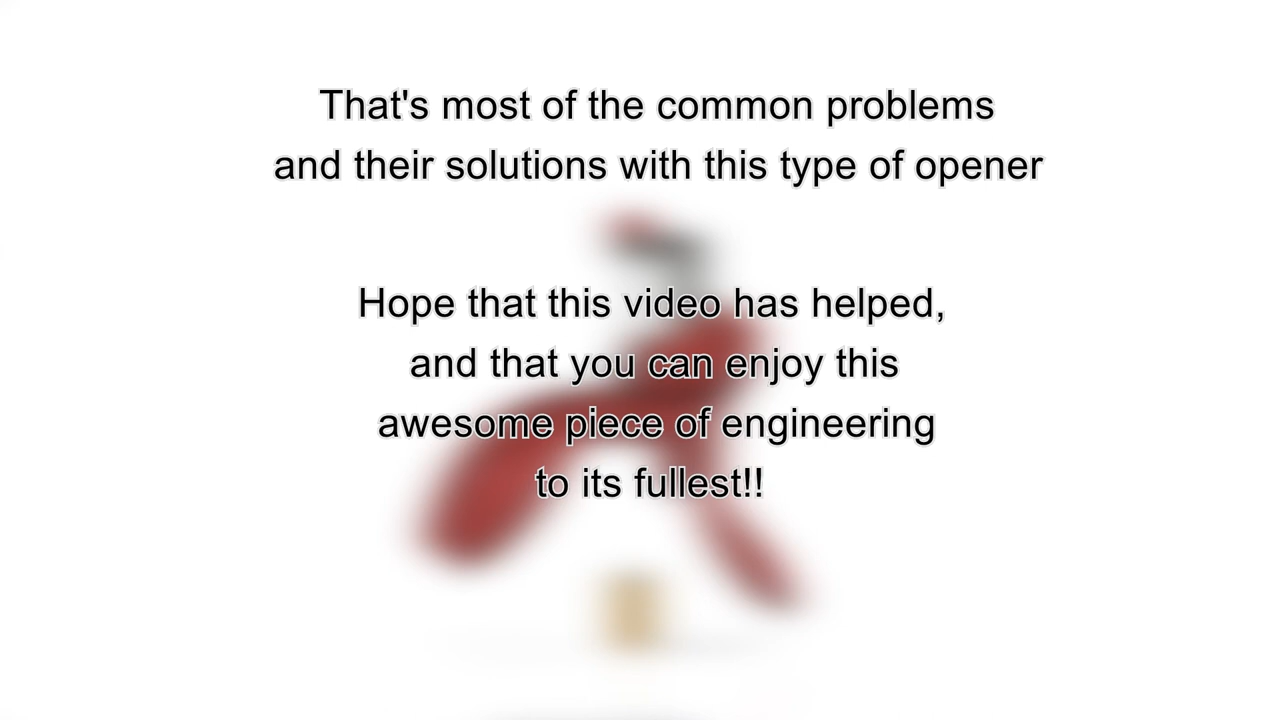 That's most of the common problems
and their solutions with this type of opener
Hope that this video has helped,
and that you can enjoy this
awesome piece of engineering
to its fullest!!